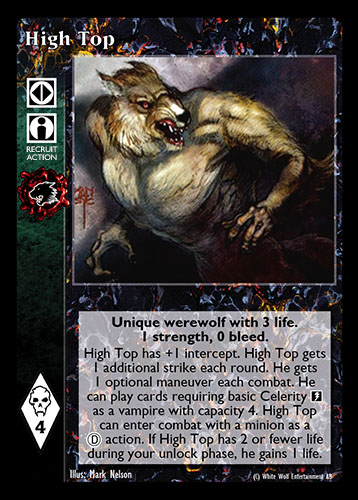 High Top
RECRUIT
ACTION
Unique werewolf with 3 life.
1 strength, 0 bleed.
High Top has +1 intercept. High Top gets
1 additional strike each round. He gets
1 optional maneuver each combat. He
can play cards requiring basic Celerity
as a vampire with capacity 4. High Top
can enter combat with a minion as a
D action. If High Top has 2 or fewer life
during your unlock phase, he gains 1 life.
4
Illus: Mark Nelson
(C) White Wolf Entertainment AB